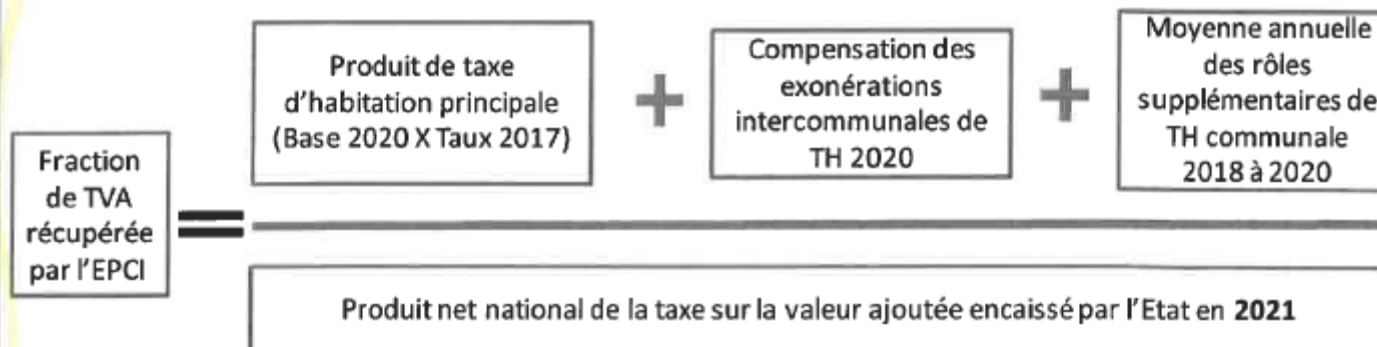 Fraction
de TVA
récupérée
par l'EPCI
=
Produit de taxe
d'habitation principale
(Base 2020 X Taux 2017)
+
Compensation des
exonérations
intercommunales de
TH 2020
+
Moyenne annuelle
des rôles
supplémentaires de
TH communale
2018 à 2020
Produit net national de la taxe sur la valeur ajoutée encaissé par l'Etat en 2021